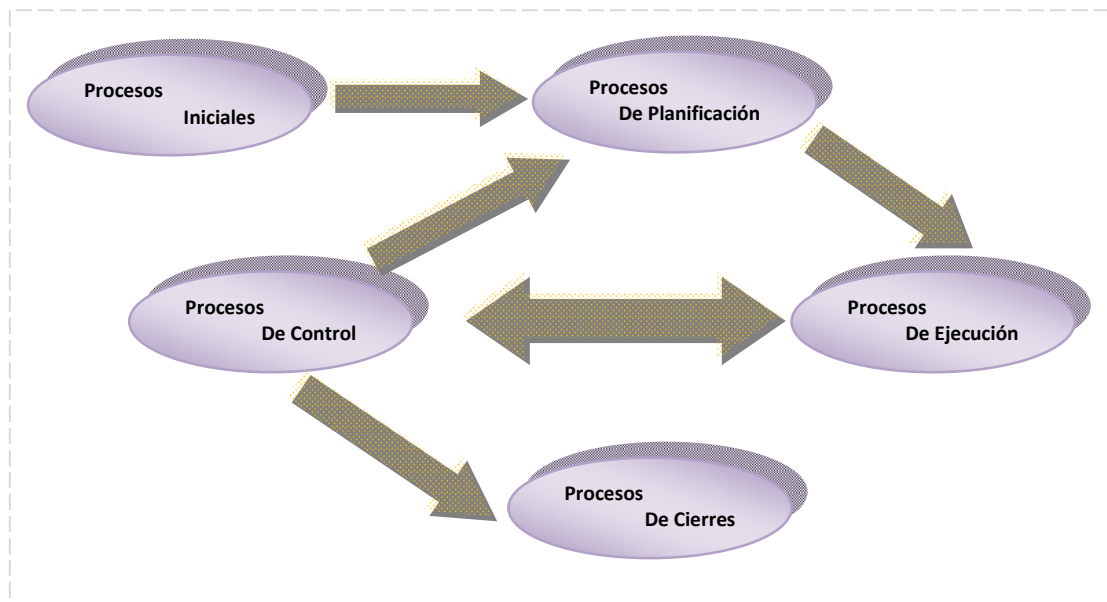 Procesos
Iniciales
Procesos
De Planificación
Procesos
De Control
Procesos
De Ejecución
Procesos
De Cierres